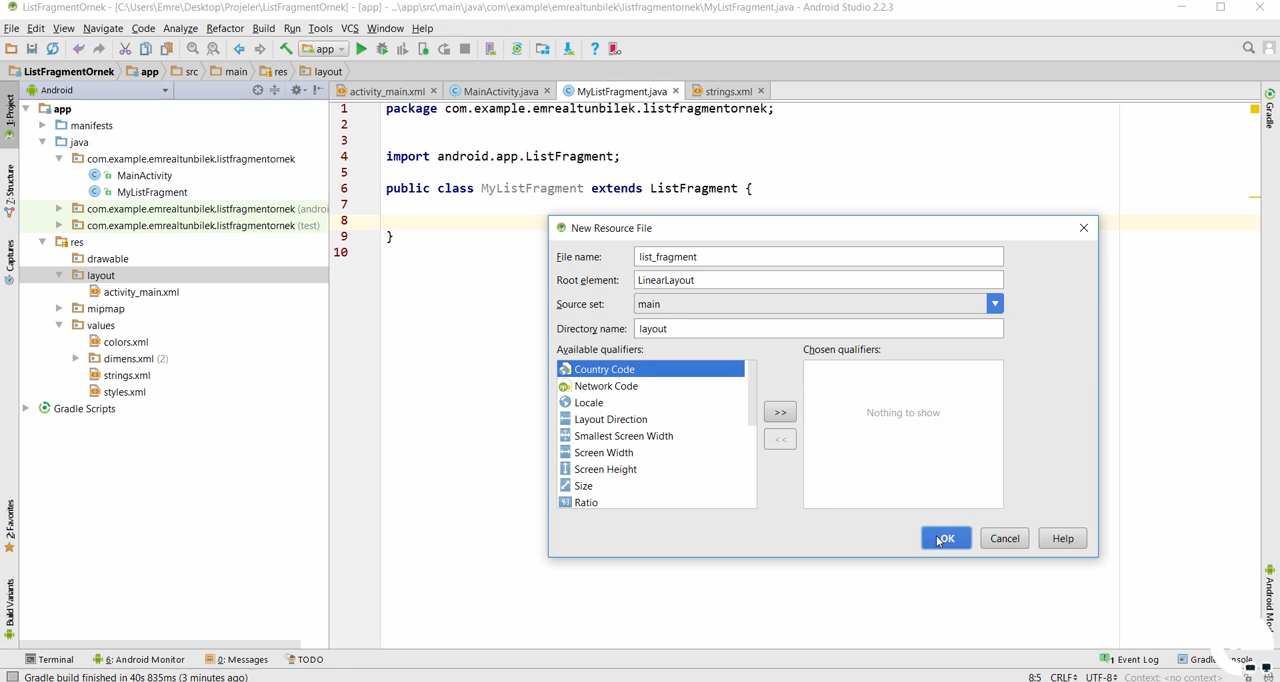 ListFragmentOrnek - [C:\Users\Emre\Desktop\Projeler\ListFragmentOrnek] - [app] - ...\app\src\main\java\com\example\emrealtunbilek\listfragmentornek\MyListFragment.java - Android Studio 2.2.3
File Edit View Navigate Code Analyze Refactor Build Run Tools VCS Window Help
app
ListFragmentOrnek app src main res layout
Android
activity_main.xml MainActivity.java MyListFragment.java strings.xml
1: Project
Z: Structure
Captures
2: Favorites
Build Variants
app
manifests
java
com.example.emrealtunbilek.listfragmentornek
MainActivity
MyListFragment
com.example.emrealtunbilek.listfragmentornek (androi
com.example.emrealtunbilek.listfragmentornek (test)
res
drawable
layout
activity_main.xml
mipmap
values
colors.xml
dimens.xml (2)
strings.xml
styles.xml
Gradle Scripts
1 package com.example.emrealtunbilek.listfragmentornek;
2
3
4 import android.app.ListFragment;
5
6 public class MyListFragment extends ListFragment {
7
8
9 }
10
New Resource File
File name: list_fragment
Root element: LinearLayout
Source set: main
Directory name: layout
Available qualifiers: Chosen qualifiers:
Country Code
Network Code
Locale
Layout Direction
Smallest Screen Width
Screen Width
Screen Height
Size
Ratio
>>
<<
Nothing to show
OK Cancel Help
Gradle
Android Mo
Terminal 6: Android Monitor 0: Messages TODO 1 Event Log
Gradle build finished in 40s 835ms (3 minutes ago) 8:5 CRLF UTF-8 Context: <no context>